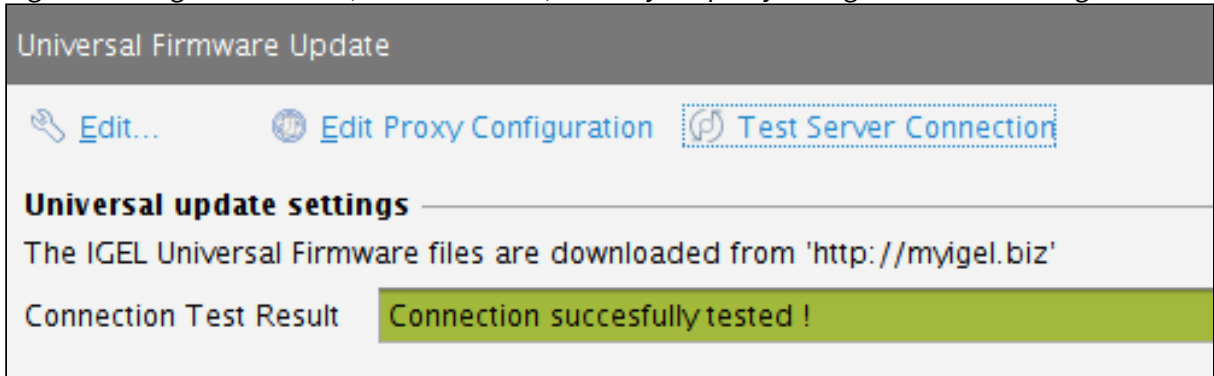 Universal Firmware Update
Edit... Edit Proxy Configuration Test Server Connection
Universal update settings
The IGEL Universal Firmware files are downloaded from 'http://myigel.biz'
Connection Test Result Connection succesfully tested !